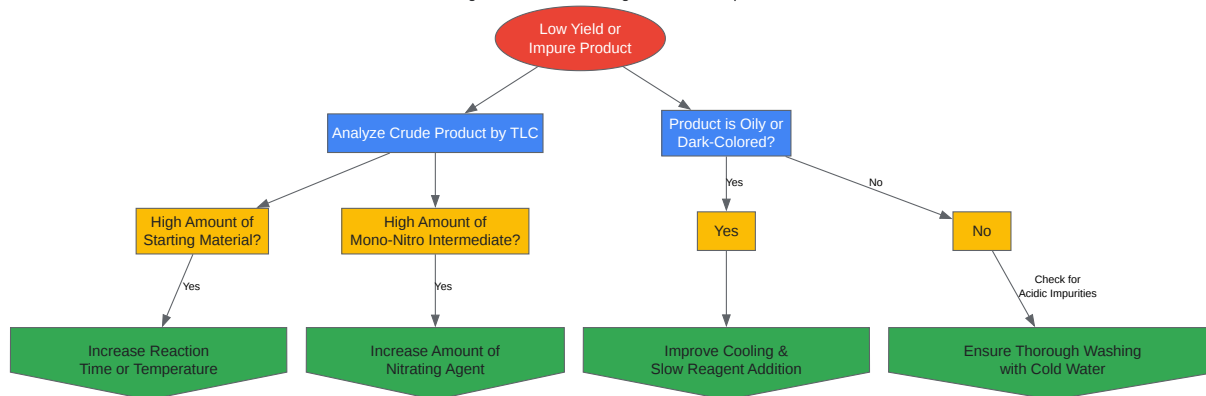 Low Yield or
Impure Product
Analyze Crude Product by TLC
Product is Oily or
Dark-Colored?
Yes
No
High Amount of
Starting Material?
High Amount of
Mono-Nitro Intermediate?
Yes
No
Yes
Yes
Check for
Acidic Impurities
Increase Reaction
Time or Temperature
Increase Amount of
Nitrating Agent
Improve Cooling &
Slow Reagent Addition
Ensure Thorough Washing
with Cold Water